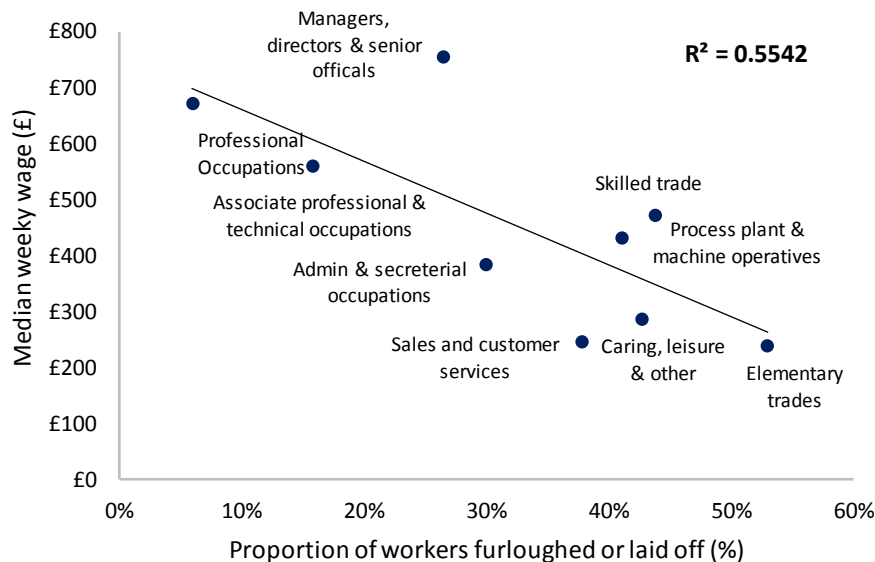 Managers,
directors & senior
officals
R² = 0.5542
Professional
Occupations
Associate professional &
technical occupations
Admin & secreterial
occupations
Skilled trade
Process plant &
machine operatives
Sales and customer
services
Caring, leisure
& other
Elementary
trades
Median weeky wage (£)
£800
£700
£600
£500
£400
£300
£200
£100
£0
0%
10%
20%
30%
40%
50%
60%
Proportion of workers furloughed or laid off (%)